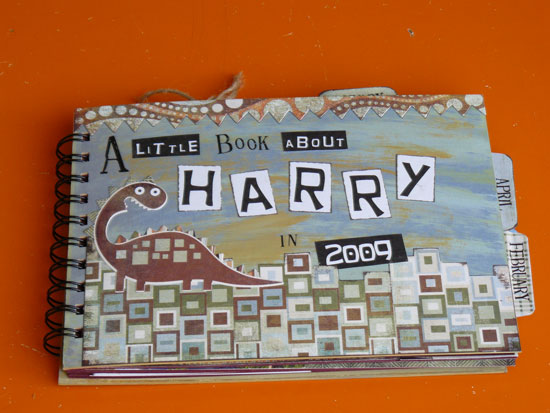 A LITTLE BOOK ABOUT
HARRY
IN 2009
APRIL
FEBRUARY